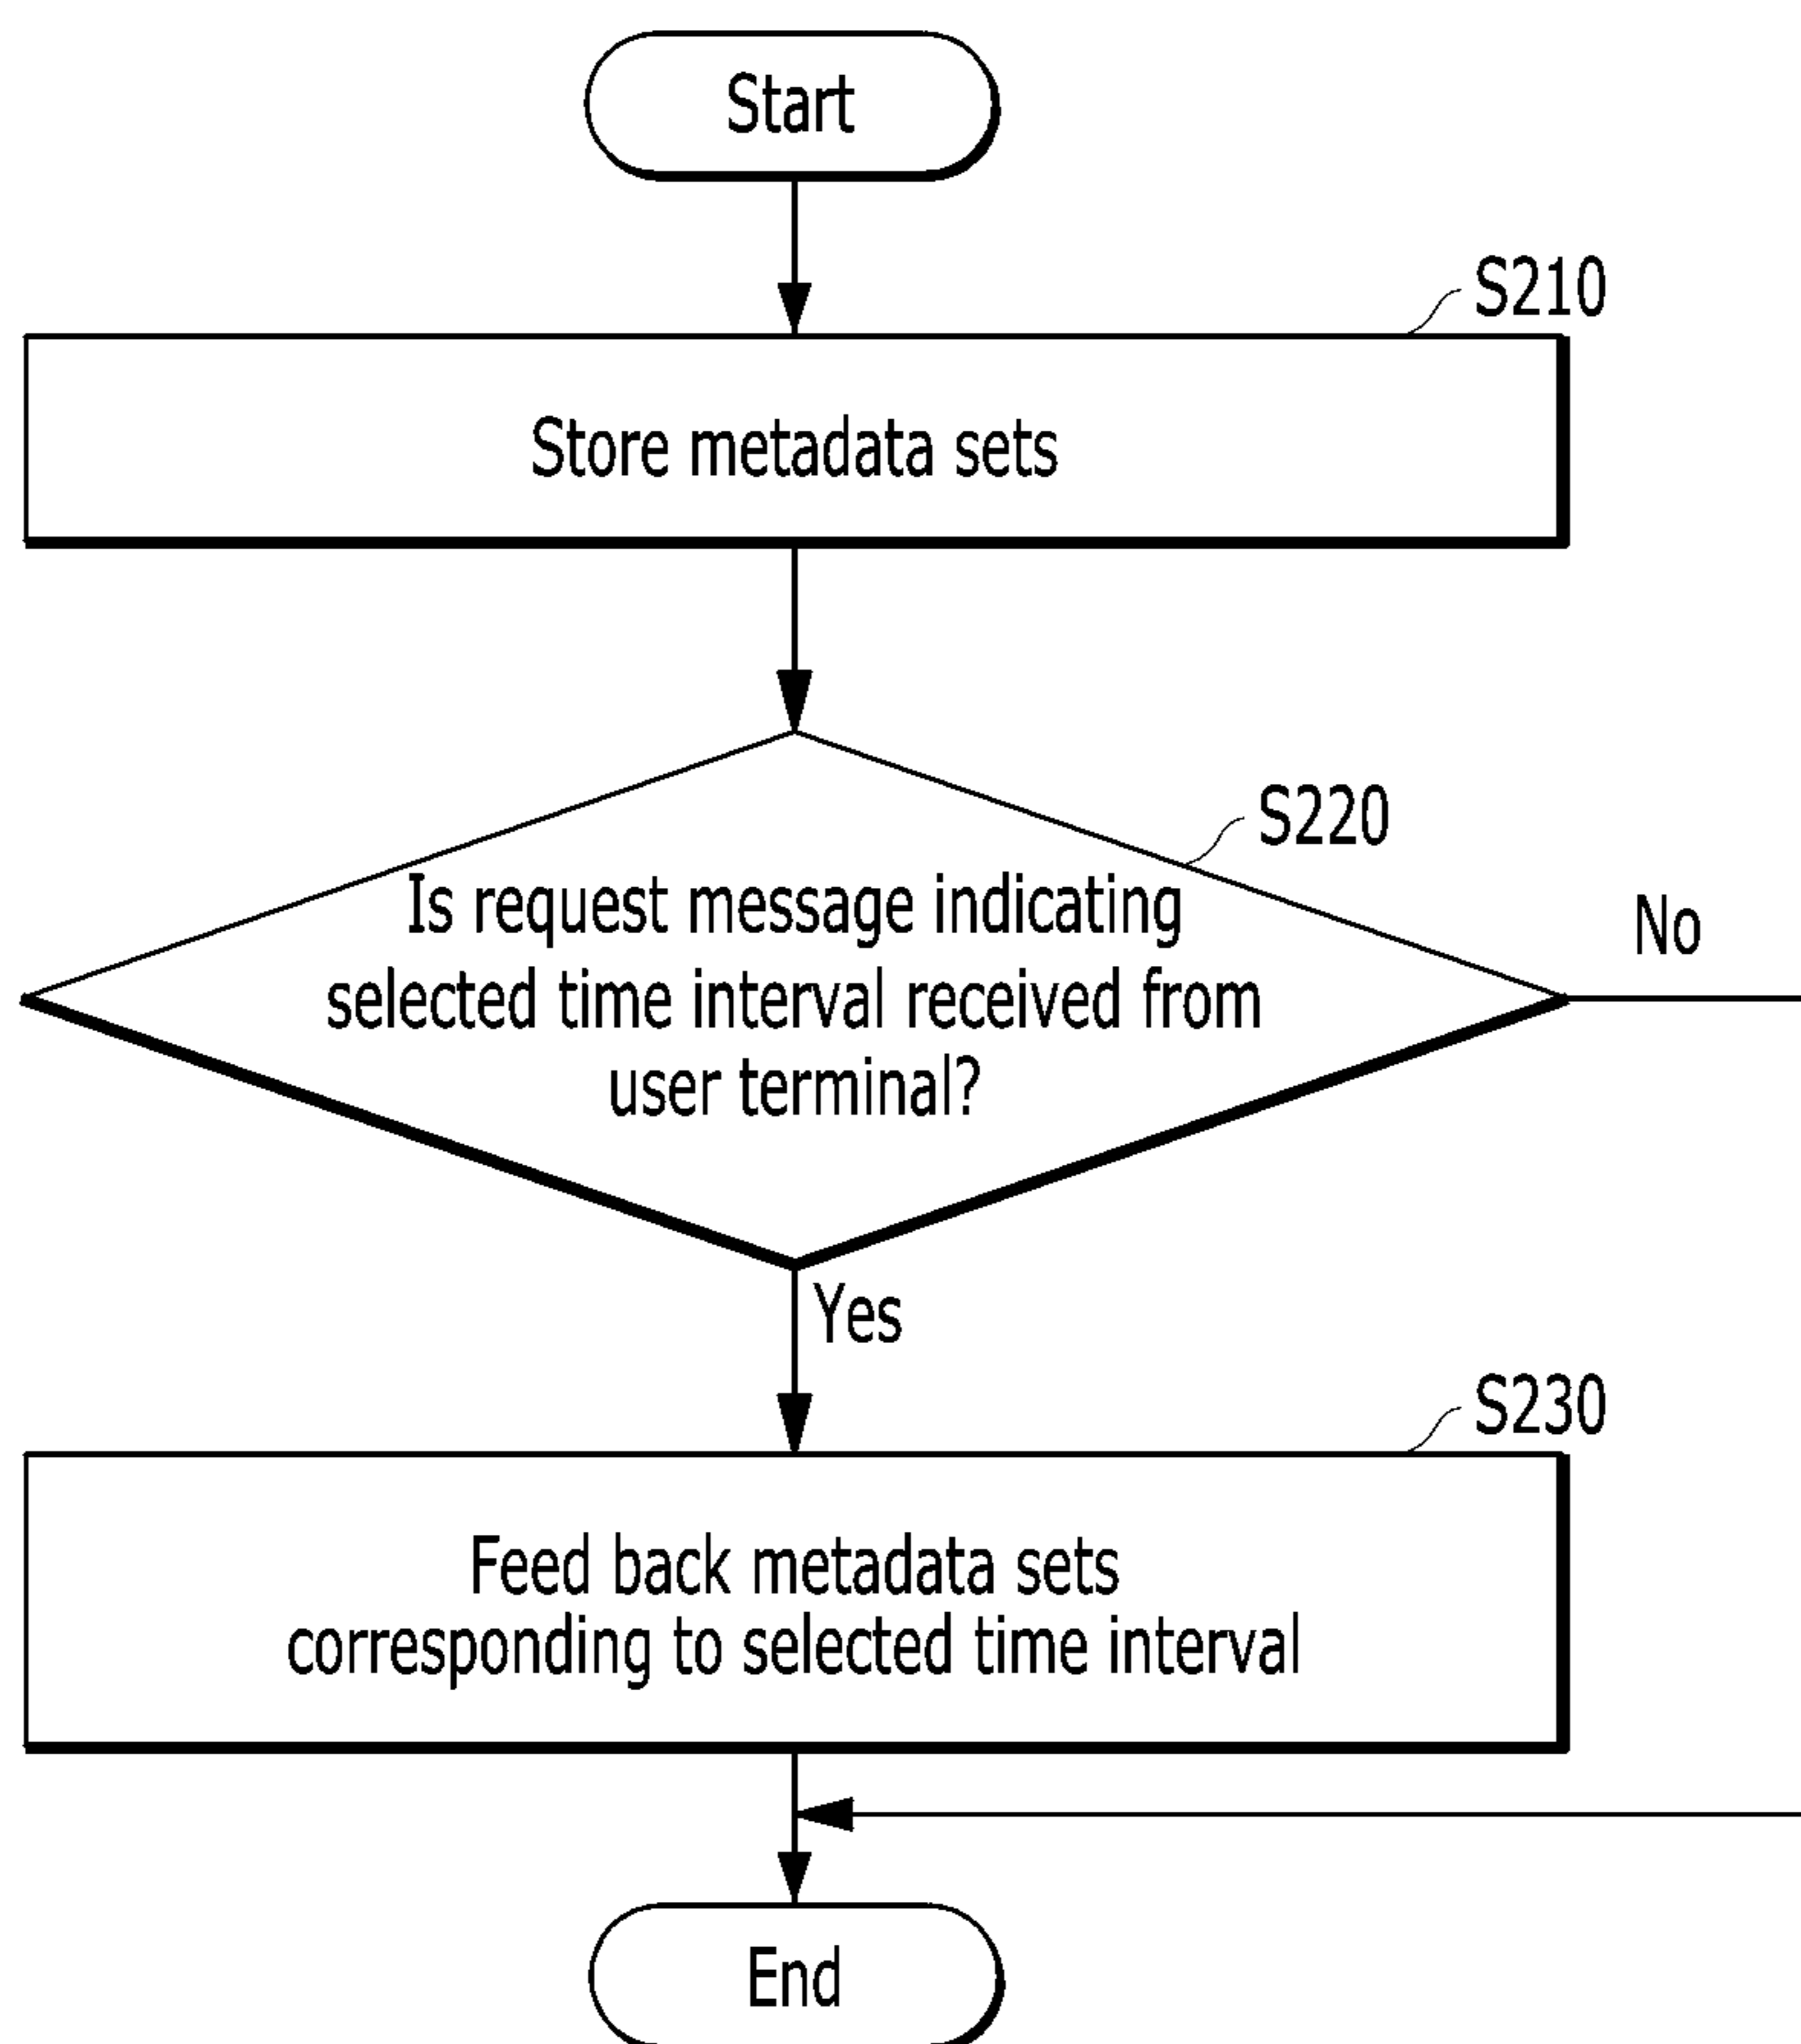 Start
S210
Store metadata sets
S220
Is request message indicating
No
selected time interval received from
user terminal?
Yes
S230
Feed back metadata sets
corresponding to selected time interval
End